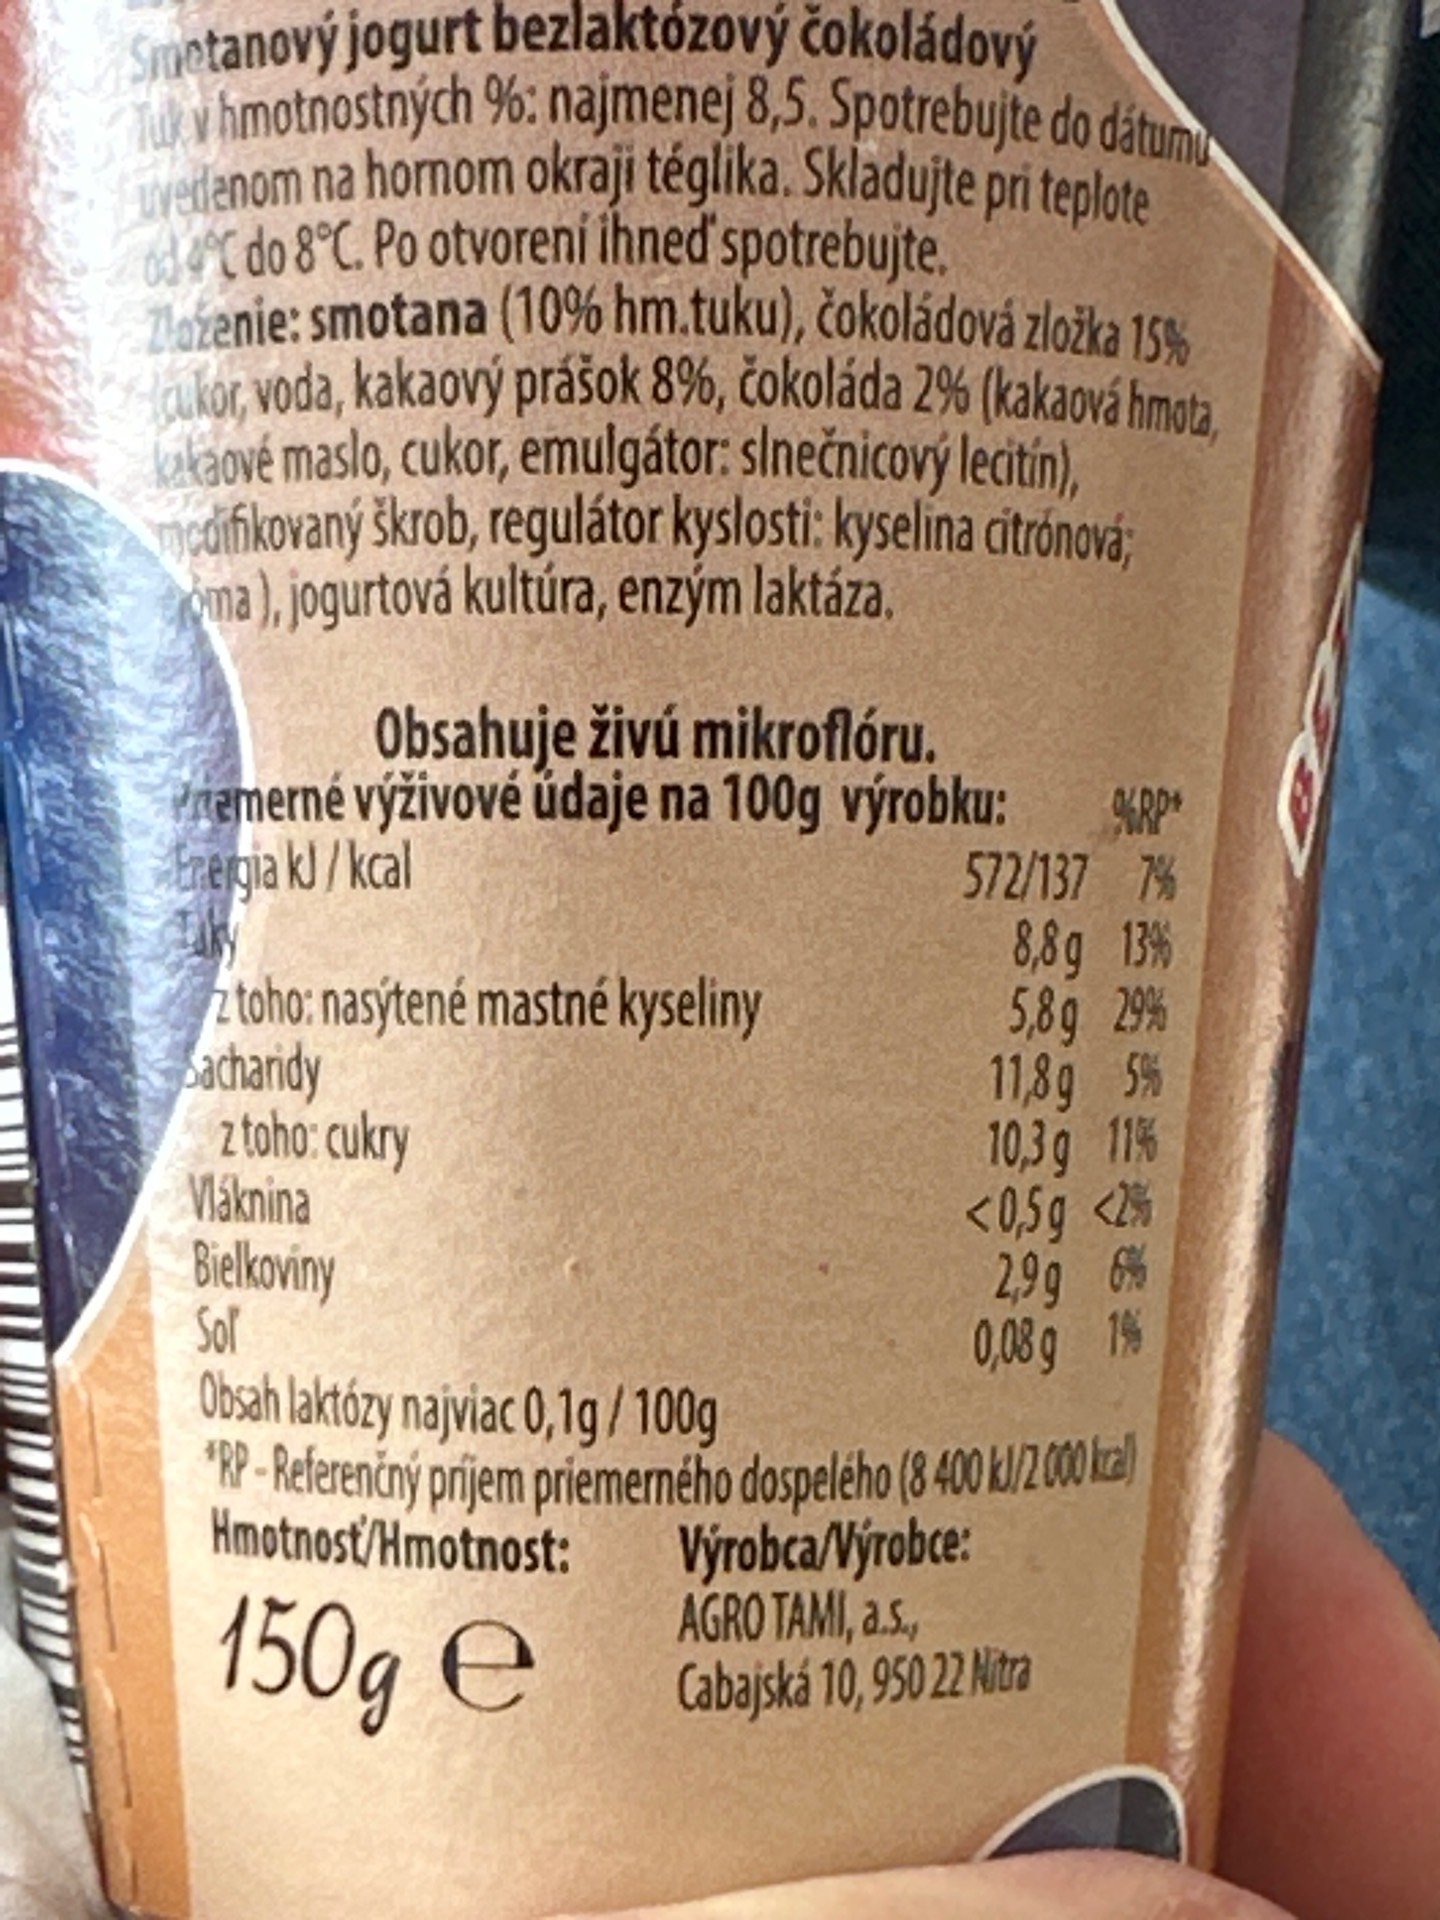 Smotanový jogurt bezlaktózový čokoládový
Tuk v hmotnostných %: najmenej 8,5. Spotrebujte do dátumu
uvedenom na hornom okraji téglika. Skladujte pri teplote
od 4°C do 8°C. Po otvorení ihneď spotrebujte.
Zloženie: smotana (10% hm.tuku), čokoládová zložka 15%
(cukor, voda, kakaový prášok 8%, čokoláda 2% (kakaová hmota,
kakaové maslo, cukor, emulgátor: slnečnicový lecitín),
modifikovaný škrob, regulátor kyslosti: kyselina citrónová;
aróma ), jogurtová kultúra, enzým laktáza.
Obsahuje živú mikroflóru.
Priemerné výživové údaje na 100g výrobku: %RP*
Energia kJ / kcal 572/137 7%
Tuky 8,8 g 13%
z toho: nasýtené mastné kyseliny 5,8 g 29%
Sacharidy 11,8 g 5%
z toho: cukry 10,3 g 11%
Vláknina <0,5 g <2%
Bielkoviny 2,9 g 6%
Soľ 0,08 g 1%
Obsah laktózy najviac 0,1g / 100g
*RP - Referenčný príjem priemerného dospelého (8 400 kJ/2 000 kcal)
Hmotnosť/Hmotnost: Výrobca/Výrobce:
150g e AGRO TAMI, a.s.,
Cabajská 10, 950 22 Nitra